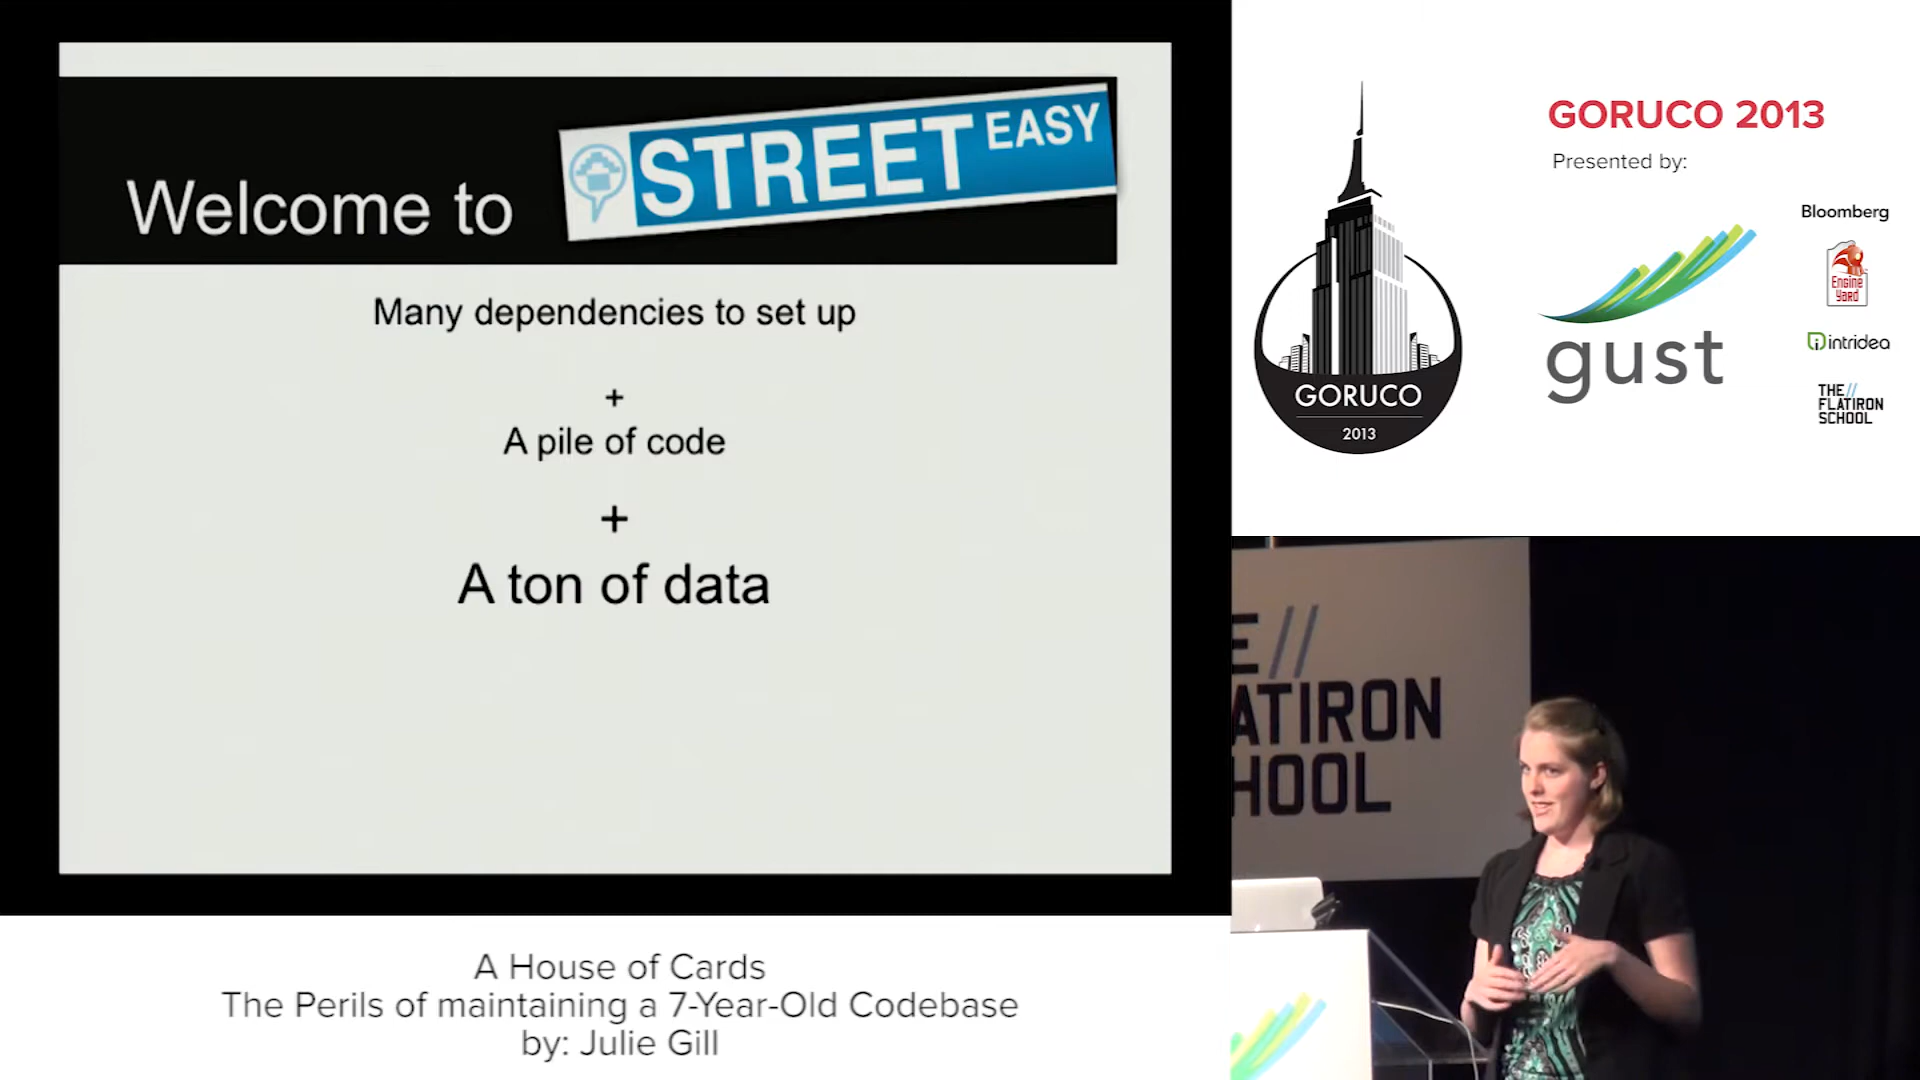 Welcome to
STREET EASY
Many dependencies to set up
+
A pile of code
+
A ton of data
GORUCO 2013
Presented by:
Bloomberg
Engine
Yard
intridea
THE//
FLATIRON
SCHOOL
gust
GORUCO
2013
E//
ATIRON
HOOL
A House of Cards
The Perils of maintaining a 7-Year-Old Codebase
by: Julie Gill